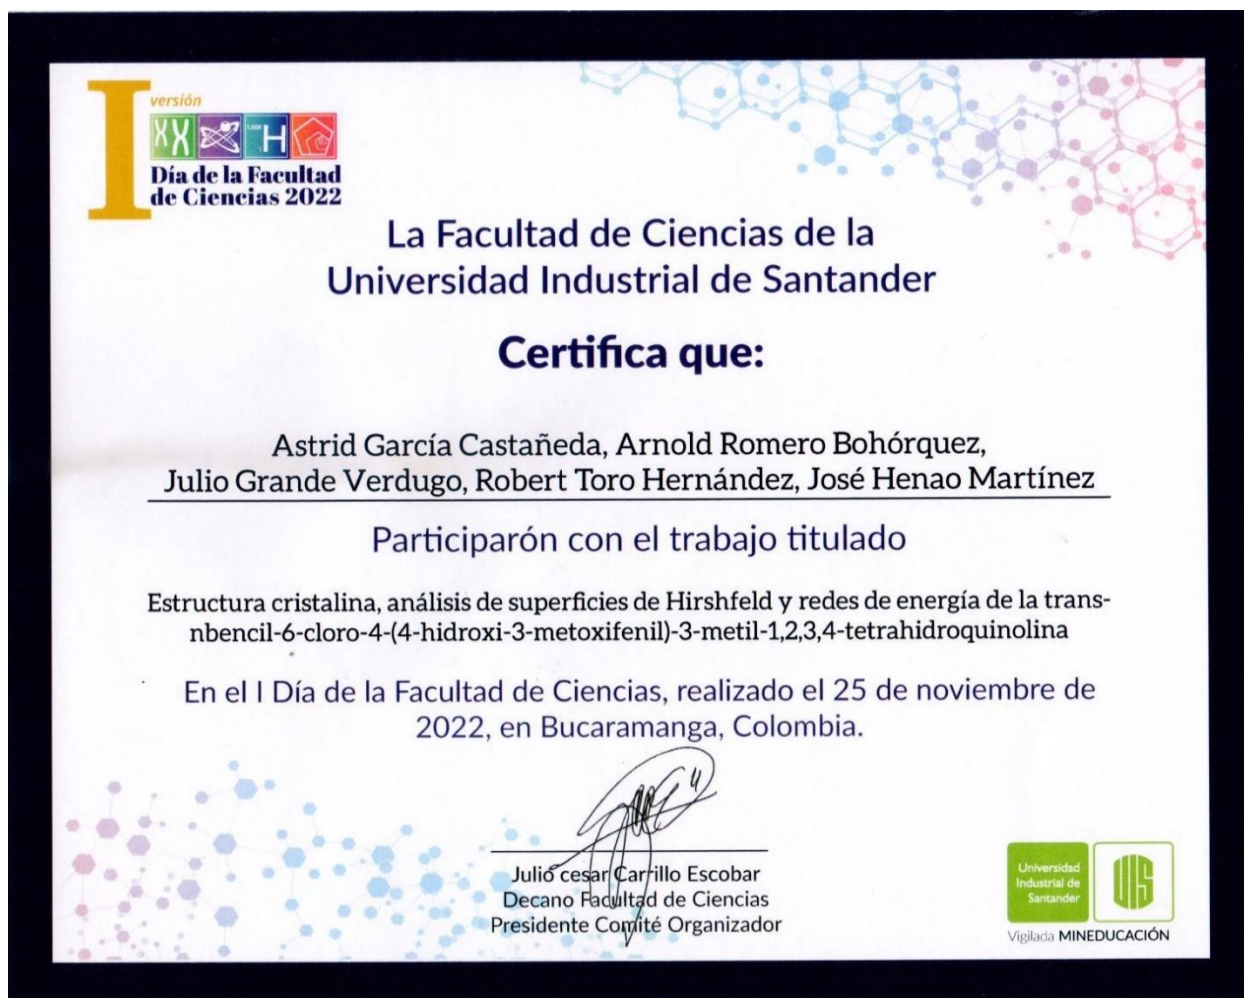 I versión
XX 1,008 H
Día de la Facultad
de Ciencias 2022
La Facultad de Ciencias de la
Universidad Industrial de Santander
Certifica que:
Astrid García Castañeda, Arnold Romero Bohórquez,
Julio Grande Verdugo, Robert Toro Hernández, José Henao Martínez
Participarón con el trabajo titulado
Estructura cristalina, análisis de superficies de Hirshfeld y redes de energía de la trans-
nbencil-6-cloro-4-(4-hidroxi-3-metoxifenil)-3-metil-1,2,3,4-tetrahidroquinolina
En el I Día de la Facultad de Ciencias, realizado el 25 de noviembre de
2022, en Bucaramanga, Colombia.
Julio cesar Carrillo Escobar
Decano Facultad de Ciencias
Presidente Comité Organizador
Universidad
Industrial de
Santander
UIS
Vigilada MINEDUCACIÓN